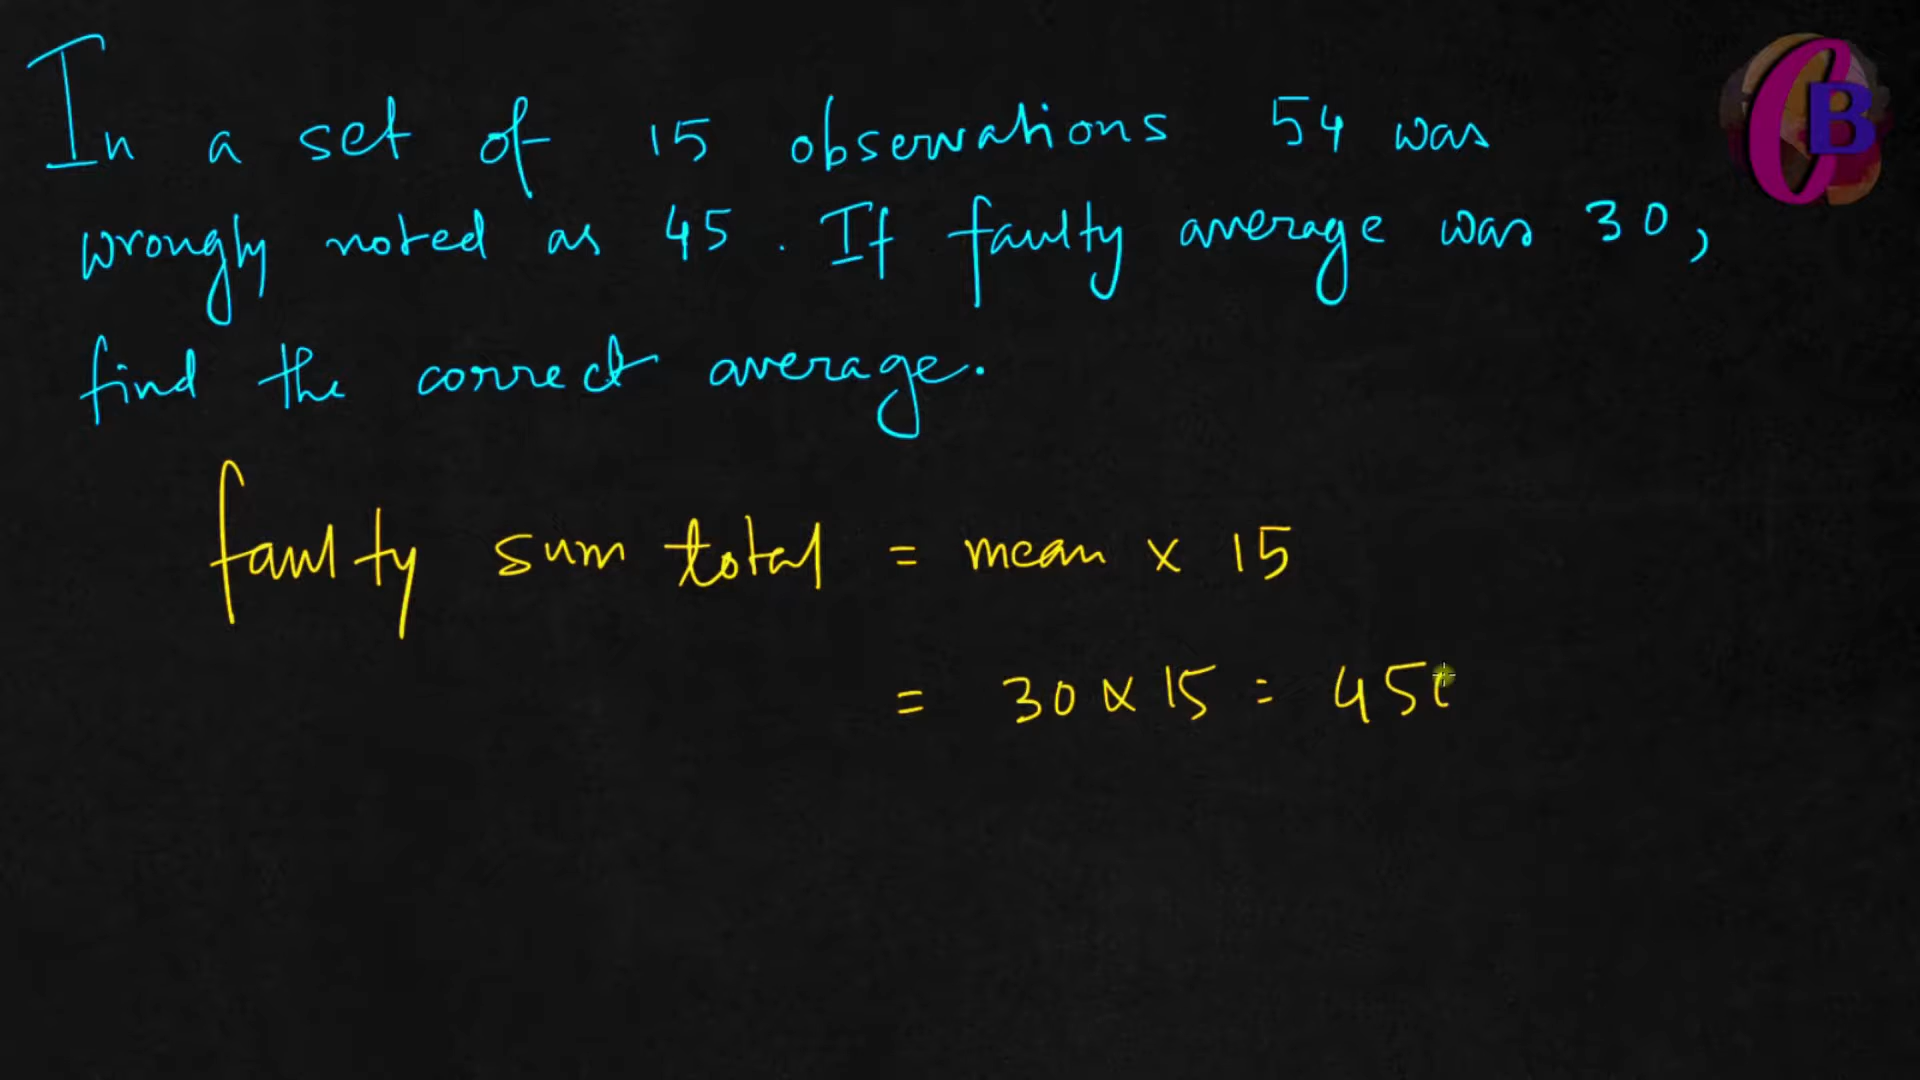 In a set of 15 observations 54 was
wrongly noted as 45. If faulty average was 30,
find the correct average.
faulty sum total = mean x 15
= 30 x 15 = 450
CB